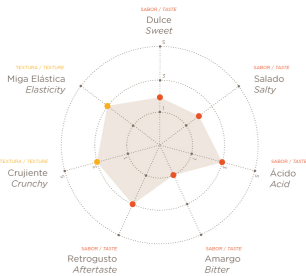 SABOR / TASTE
Dulce
Sweet
5
3
1
TEXTURA / TEXTURE
Miga Elástica
Elasticity
SABOR / TASTE
Salado
Salty
TEXTURA / TEXTURE
Crujiente
Crunchy
SABOR / TASTE
Ácido
Acid
SABOR / TASTE
Retrogusto
Aftertaste
SABOR / TASTE
Amargo
Bitter